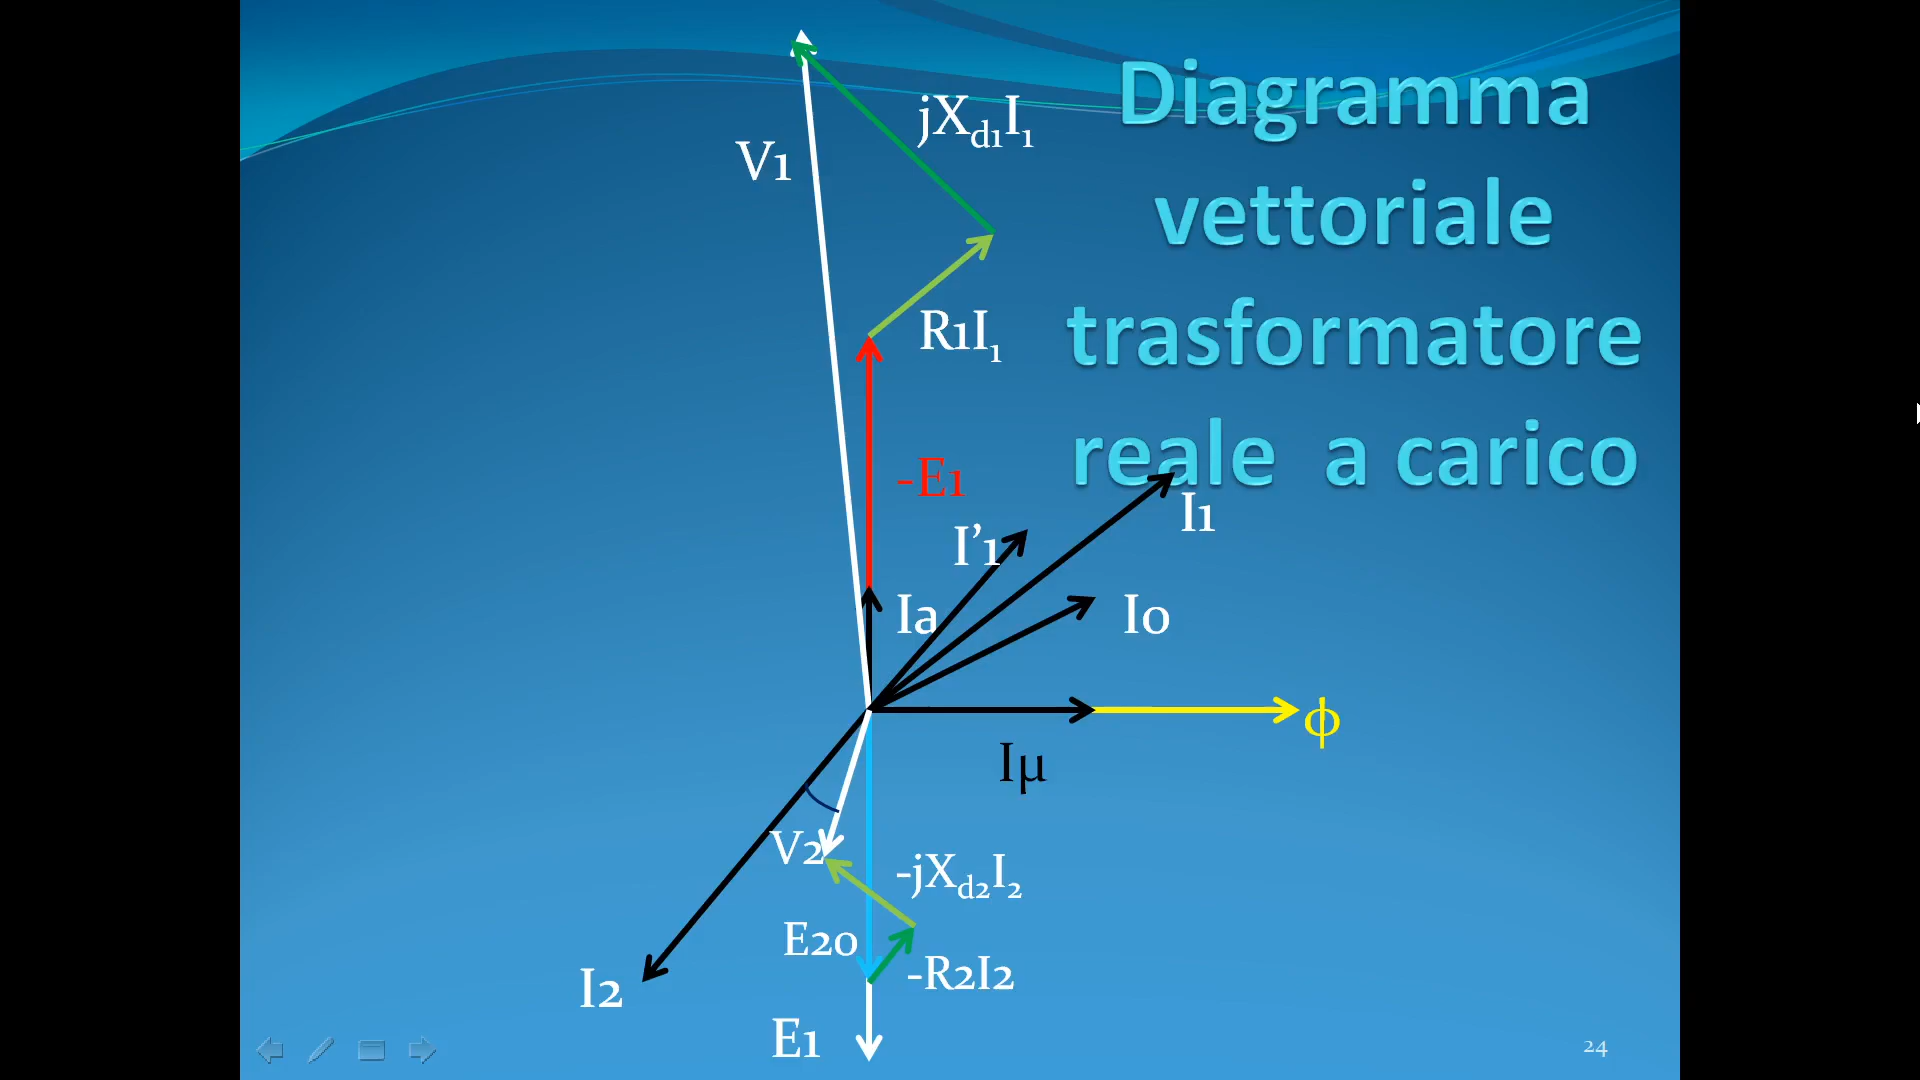 Diagramma
vettoriale
trasformatore
reale a carico
jXd1I1
V1
R1I1
-E1
I1
I’1
Ia
I0
ϕ
Iμ
V2
-jXd2I2
E20
-R2I2
I2
E1
24